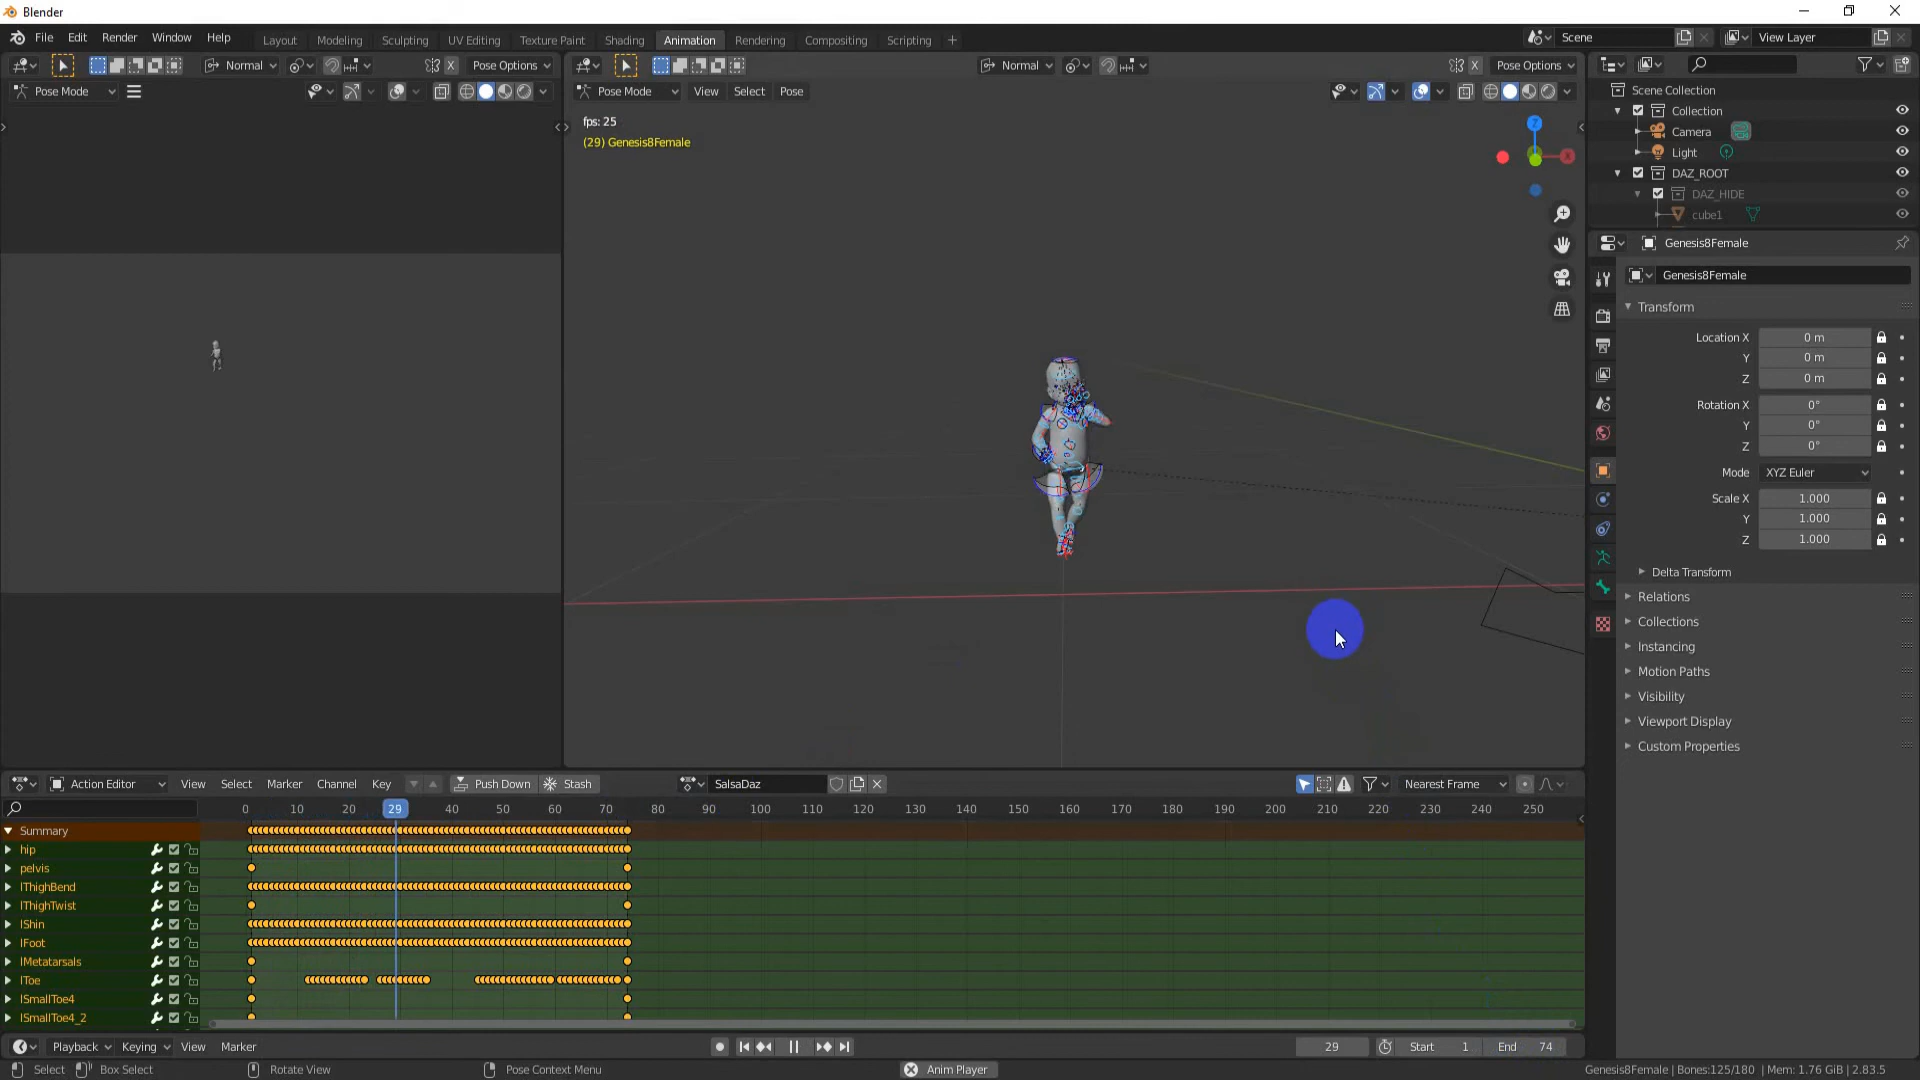 Blender
File Edit Render Window Help Layout Modeling Sculpting UV Editing Texture Paint Shading Animation Rendering Compositing Scripting + Scene View Layer
Normal X Pose Options Normal X Pose Options
Pose Mode Pose Mode View Select Pose
fps: 25
(29) Genesis8Female
Z
X
Scene Collection
Collection
Camera
Light
DAZ_ROOT
DAZ_HIDE
cube1
Genesis8Female
Genesis8Female
Transform
Location X 0 m
Y 0 m
Z 0 m
Rotation X 0°
Y 0°
Z 0°
Mode XYZ Euler
Scale X 1.000
Y 1.000
Z 1.000
Delta Transform
Relations
Collections
Instancing
Motion Paths
Visibility
Viewport Display
Custom Properties
Action Editor View Select Marker Channel Key Push Down Stash SalsaDaz Nearest Frame
0 10 20 29 40 50 60 70 80 90 100 110 120 130 140 150 160 170 180 190 200 210 220 230 240 250
Summary
hip
pelvis
lThighBend
lThighTwist
lShin
lFoot
lMetatarsals
lToe
lSmallToe4
lSmallToe4_2
Playback Keying View Marker 29 Start 1 End 74
Select Box Select Rotate View Pose Context Menu Anim Player Genesis8Female | Bones:125/180 | Mem: 1.76 GiB | 2.83.5